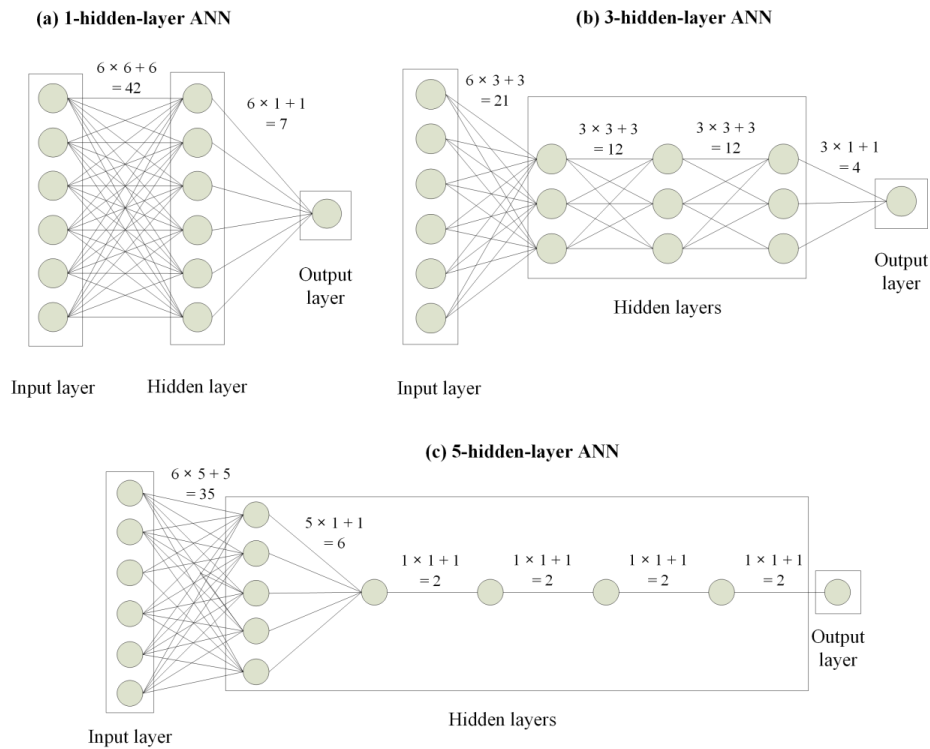 (a) 1-hidden-layer ANN
6 × 6 + 6
= 42
6 × 1 + 1
= 7
Output
layer
Input layer
Hidden layer
(b) 3-hidden-layer ANN
6 × 3 + 3
= 21
3 × 3 + 3
= 12
3 × 3 + 3
= 12
3 × 1 + 1
= 4
Output
layer
Hidden layers
Input layer
(c) 5-hidden-layer ANN
6 × 5 + 5
= 35
5 × 1 + 1
= 6
1 × 1 + 1
= 2
1 × 1 + 1
= 2
1 × 1 + 1
= 2
1 × 1 + 1
= 2
Output
layer
Hidden layers
Input layer